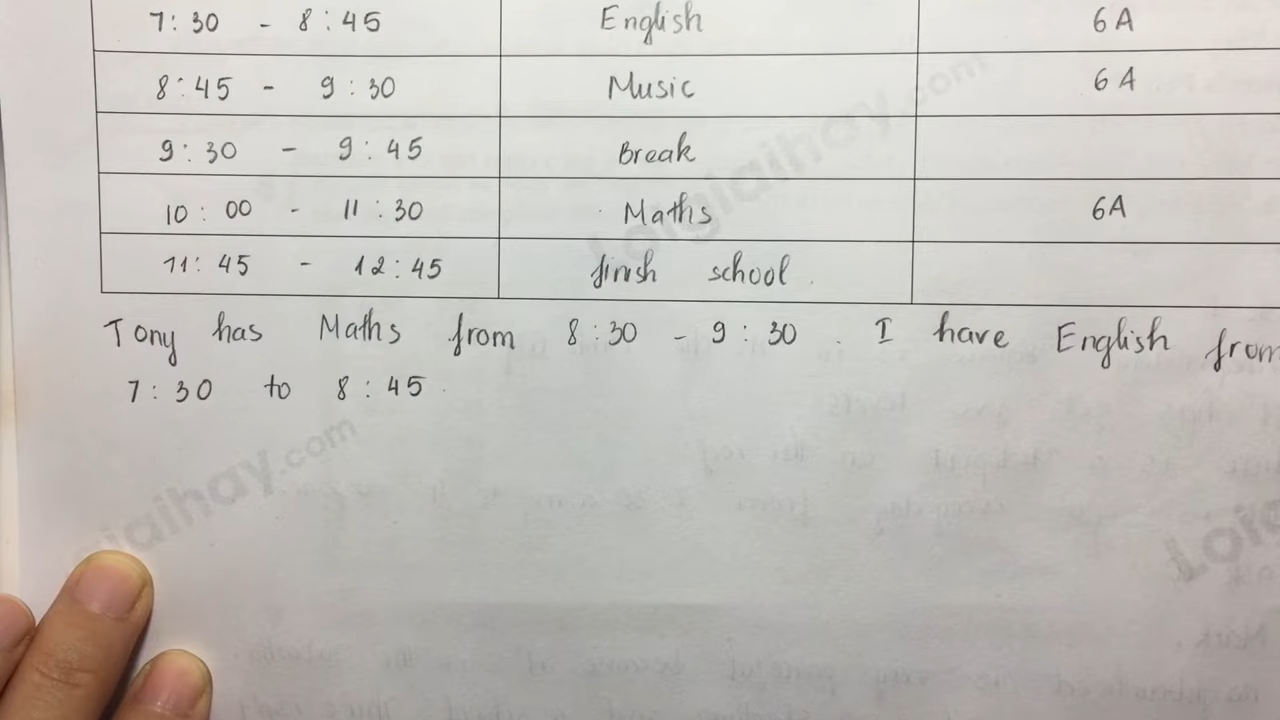 7:30 - 8:45 English 6A
8:45 - 9:30 Music 6A
9:30 - 9:45 Break
10:00 - 11:30 Maths 6A
11:45 - 12:45 finish school.
Tony has Maths from 8:30 - 9:30. I have English from
7:30 to 8:45.
Loigiaihay.com